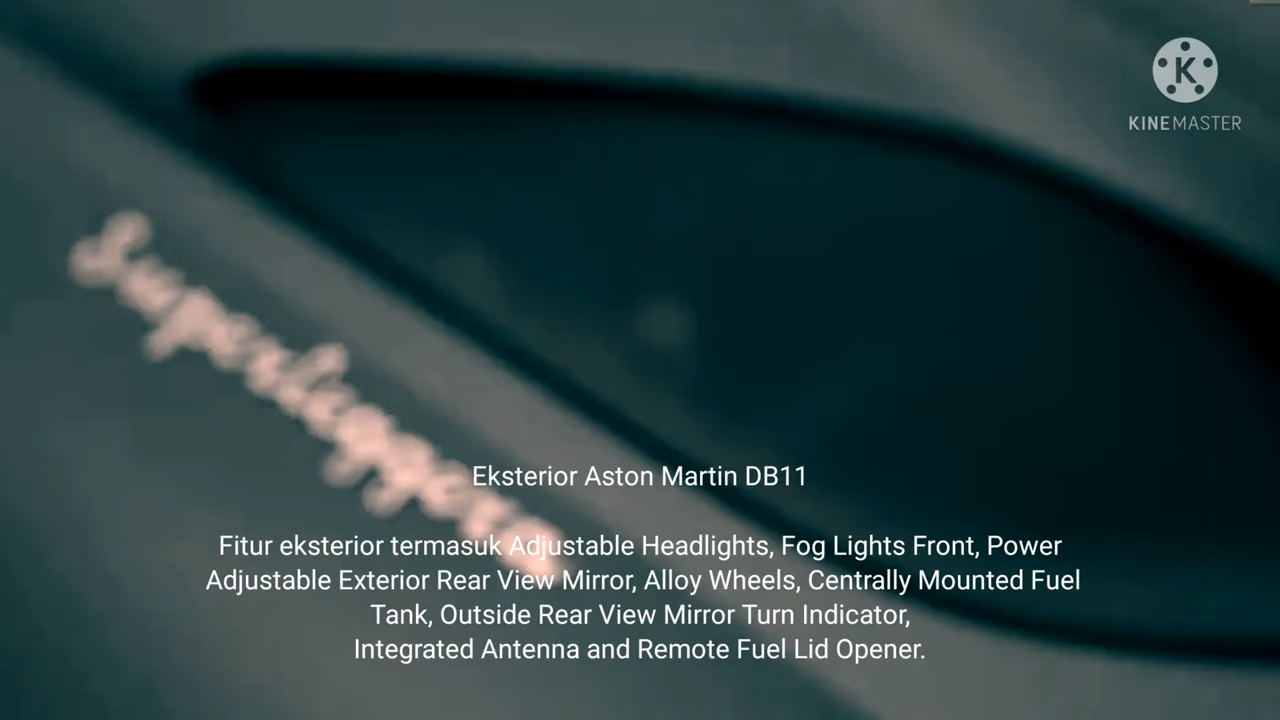 KINEMASTER
Eksterior Aston Martin DB11
Fitur eksterior termasuk Adjustable Headlights, Fog Lights Front, Power
Adjustable Exterior Rear View Mirror, Alloy Wheels, Centrally Mounted Fuel
Tank, Outside Rear View Mirror Turn Indicator,
Integrated Antenna and Remote Fuel Lid Opener.